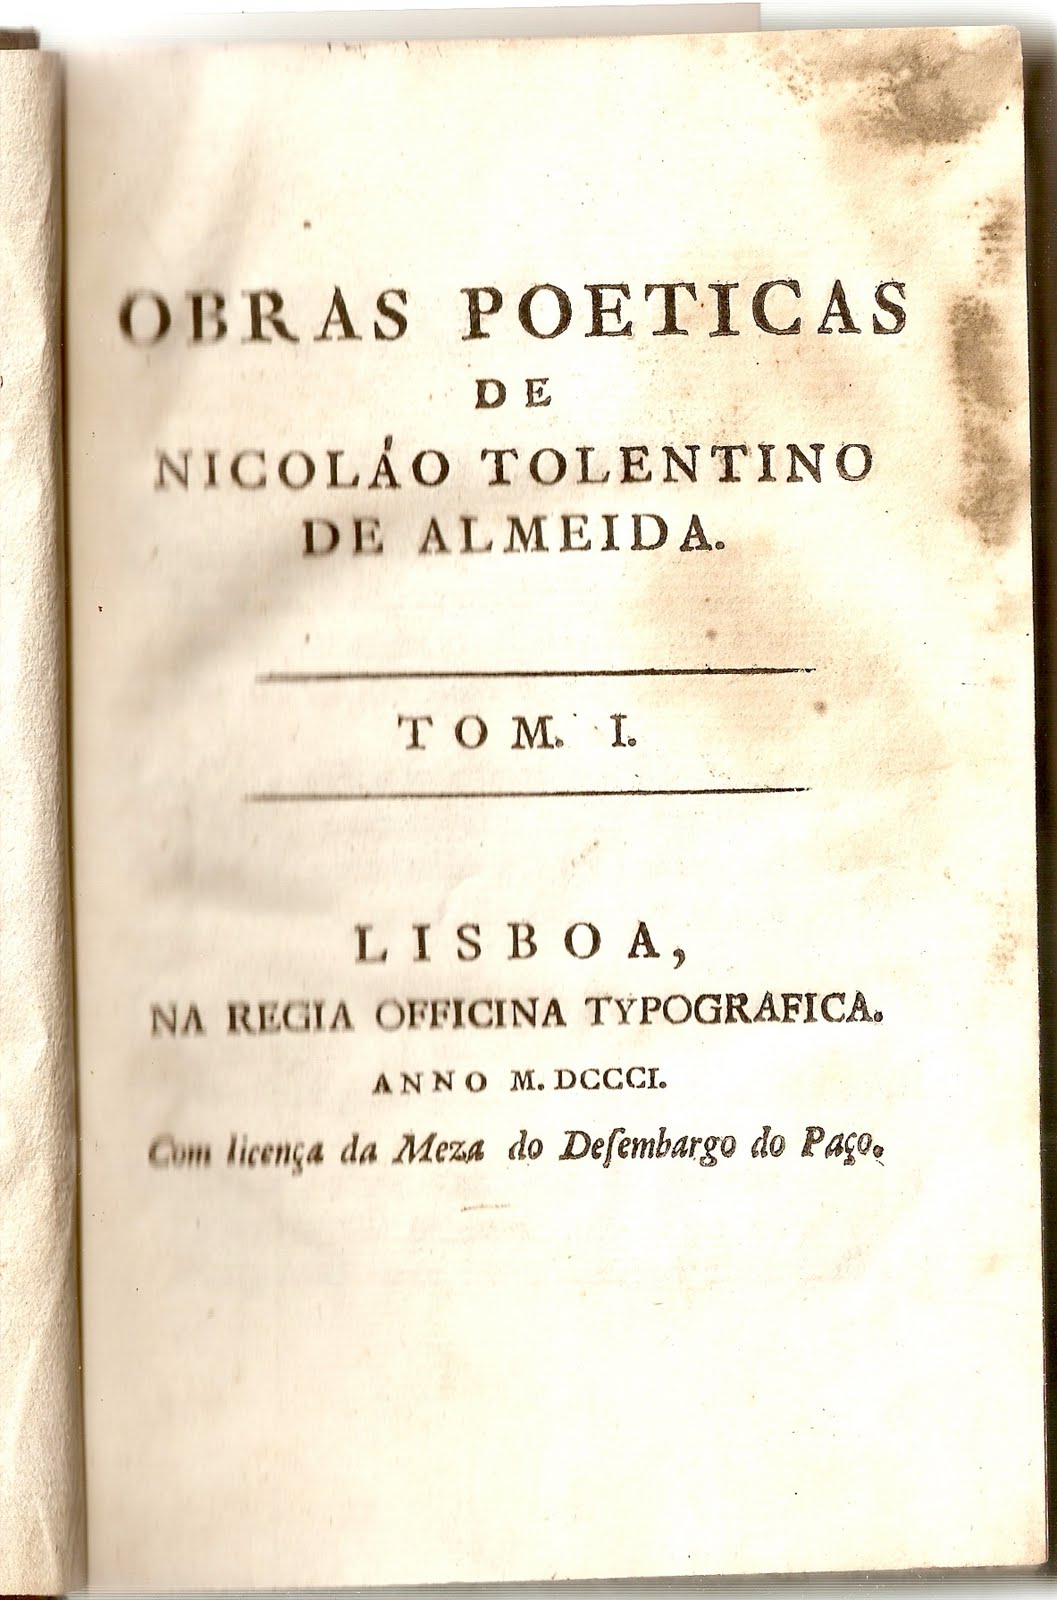 OBRAS POETICAS
DE
NICOLÁO TOLENTINO
DE ALMEIDA.
TOM. I.
LISBOA,
NA REGIA OFFICINA TYPOGRAFICA.
ANNO M. DCCCI.
Com licença da Meza do Deſembargo do Paço.